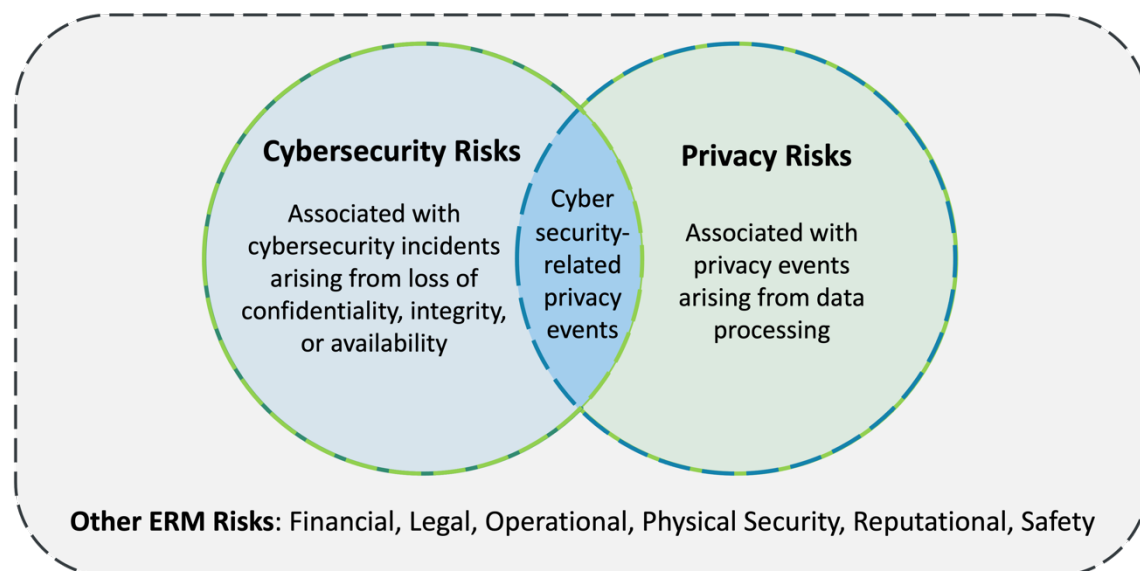 Cybersecurity Risks
Associated with
cybersecurity incidents
arising from loss of
confidentiality, integrity,
or availability
Cyber
security-
related
privacy
events
Privacy Risks
Associated with
privacy events
arising from data
processing
Other ERM Risks: Financial, Legal, Operational, Physical Security, Reputational, Safety